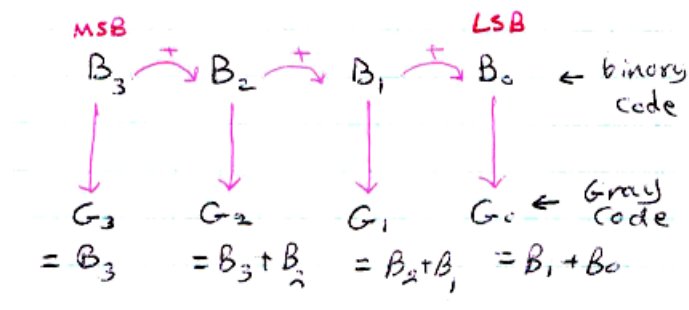 MSB LSB
B₃ + B₂ + B₁ + B₀ ← binary
code
G₃ G₂ G₁ G₀ ← Gray
Code
= B₃ = B₃ + B₂ = B₂ + B₁ = B₁ + B₀